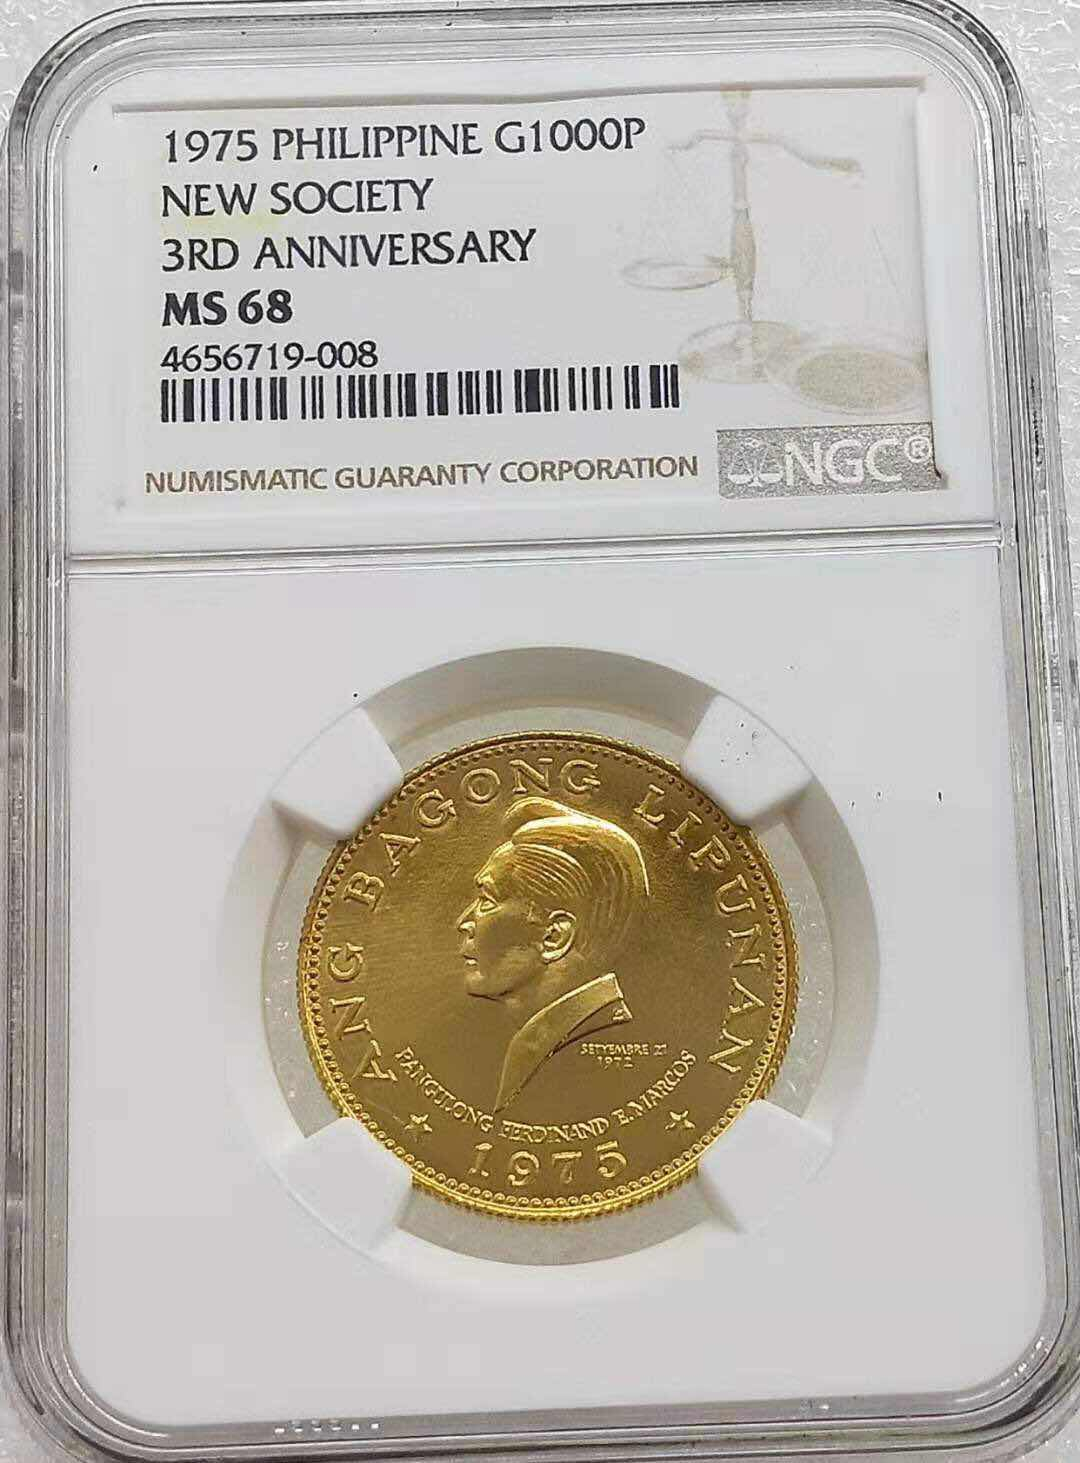 1975 PHILIPPINE G1000P
NEW SOCIETY
3RD ANNIVERSARY
MS 68
4656719-008
NUMISMATIC GUARANTY CORPORATION
NGC®
ANG BAGONG LIPUNAN
SETYEMBRE 21
1972
PANGULONG FERDINAND E. MARCOS
1975